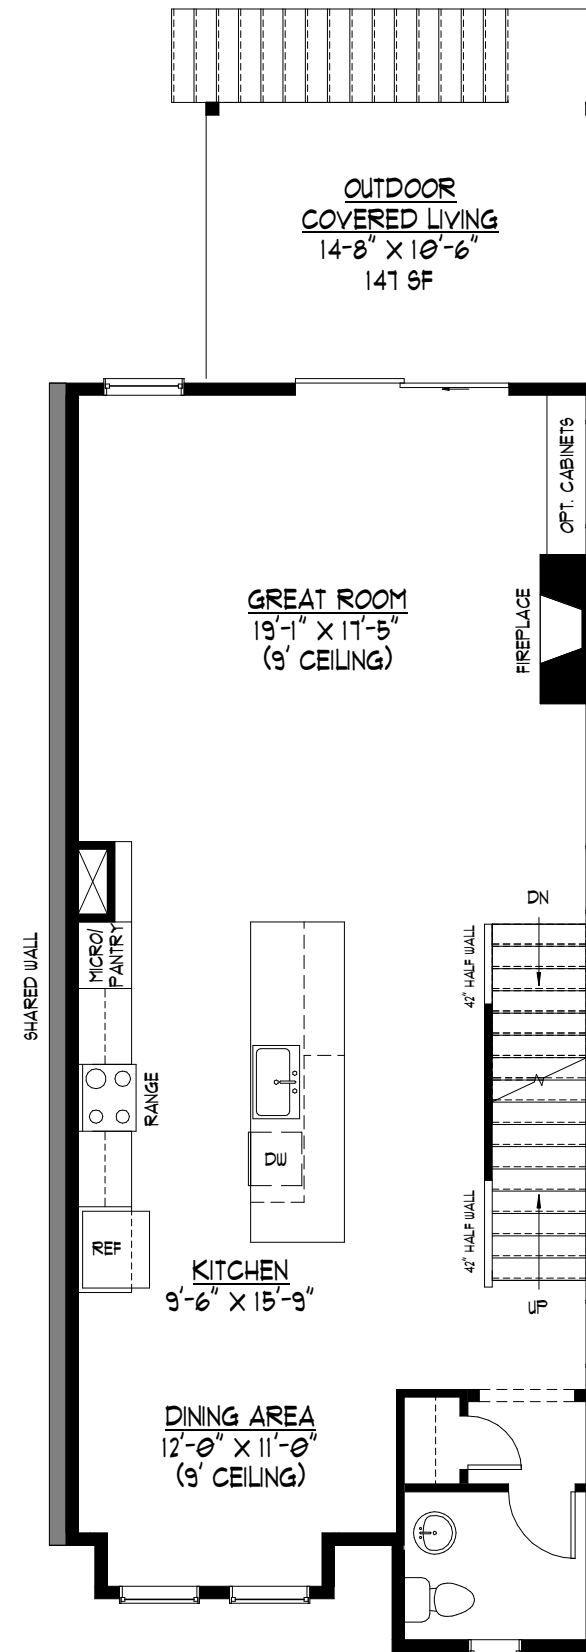 OUTDOOR
COVERED LIVING
14-8" X 10'-6"
147 SF
OPT. CABINETS
GREAT ROOM
19'-1" X 17'-5"
(9' CEILING)
FIREPLACE
SHARED WALL
MICRO/
PANTRY
RANGE
REF
DW
DN
42" HALF WALL
42" HALF WALL
UP
KITCHEN
9'-6" X 15'-9"
DINING AREA
12'-0" X 11'-0"
(9' CEILING)